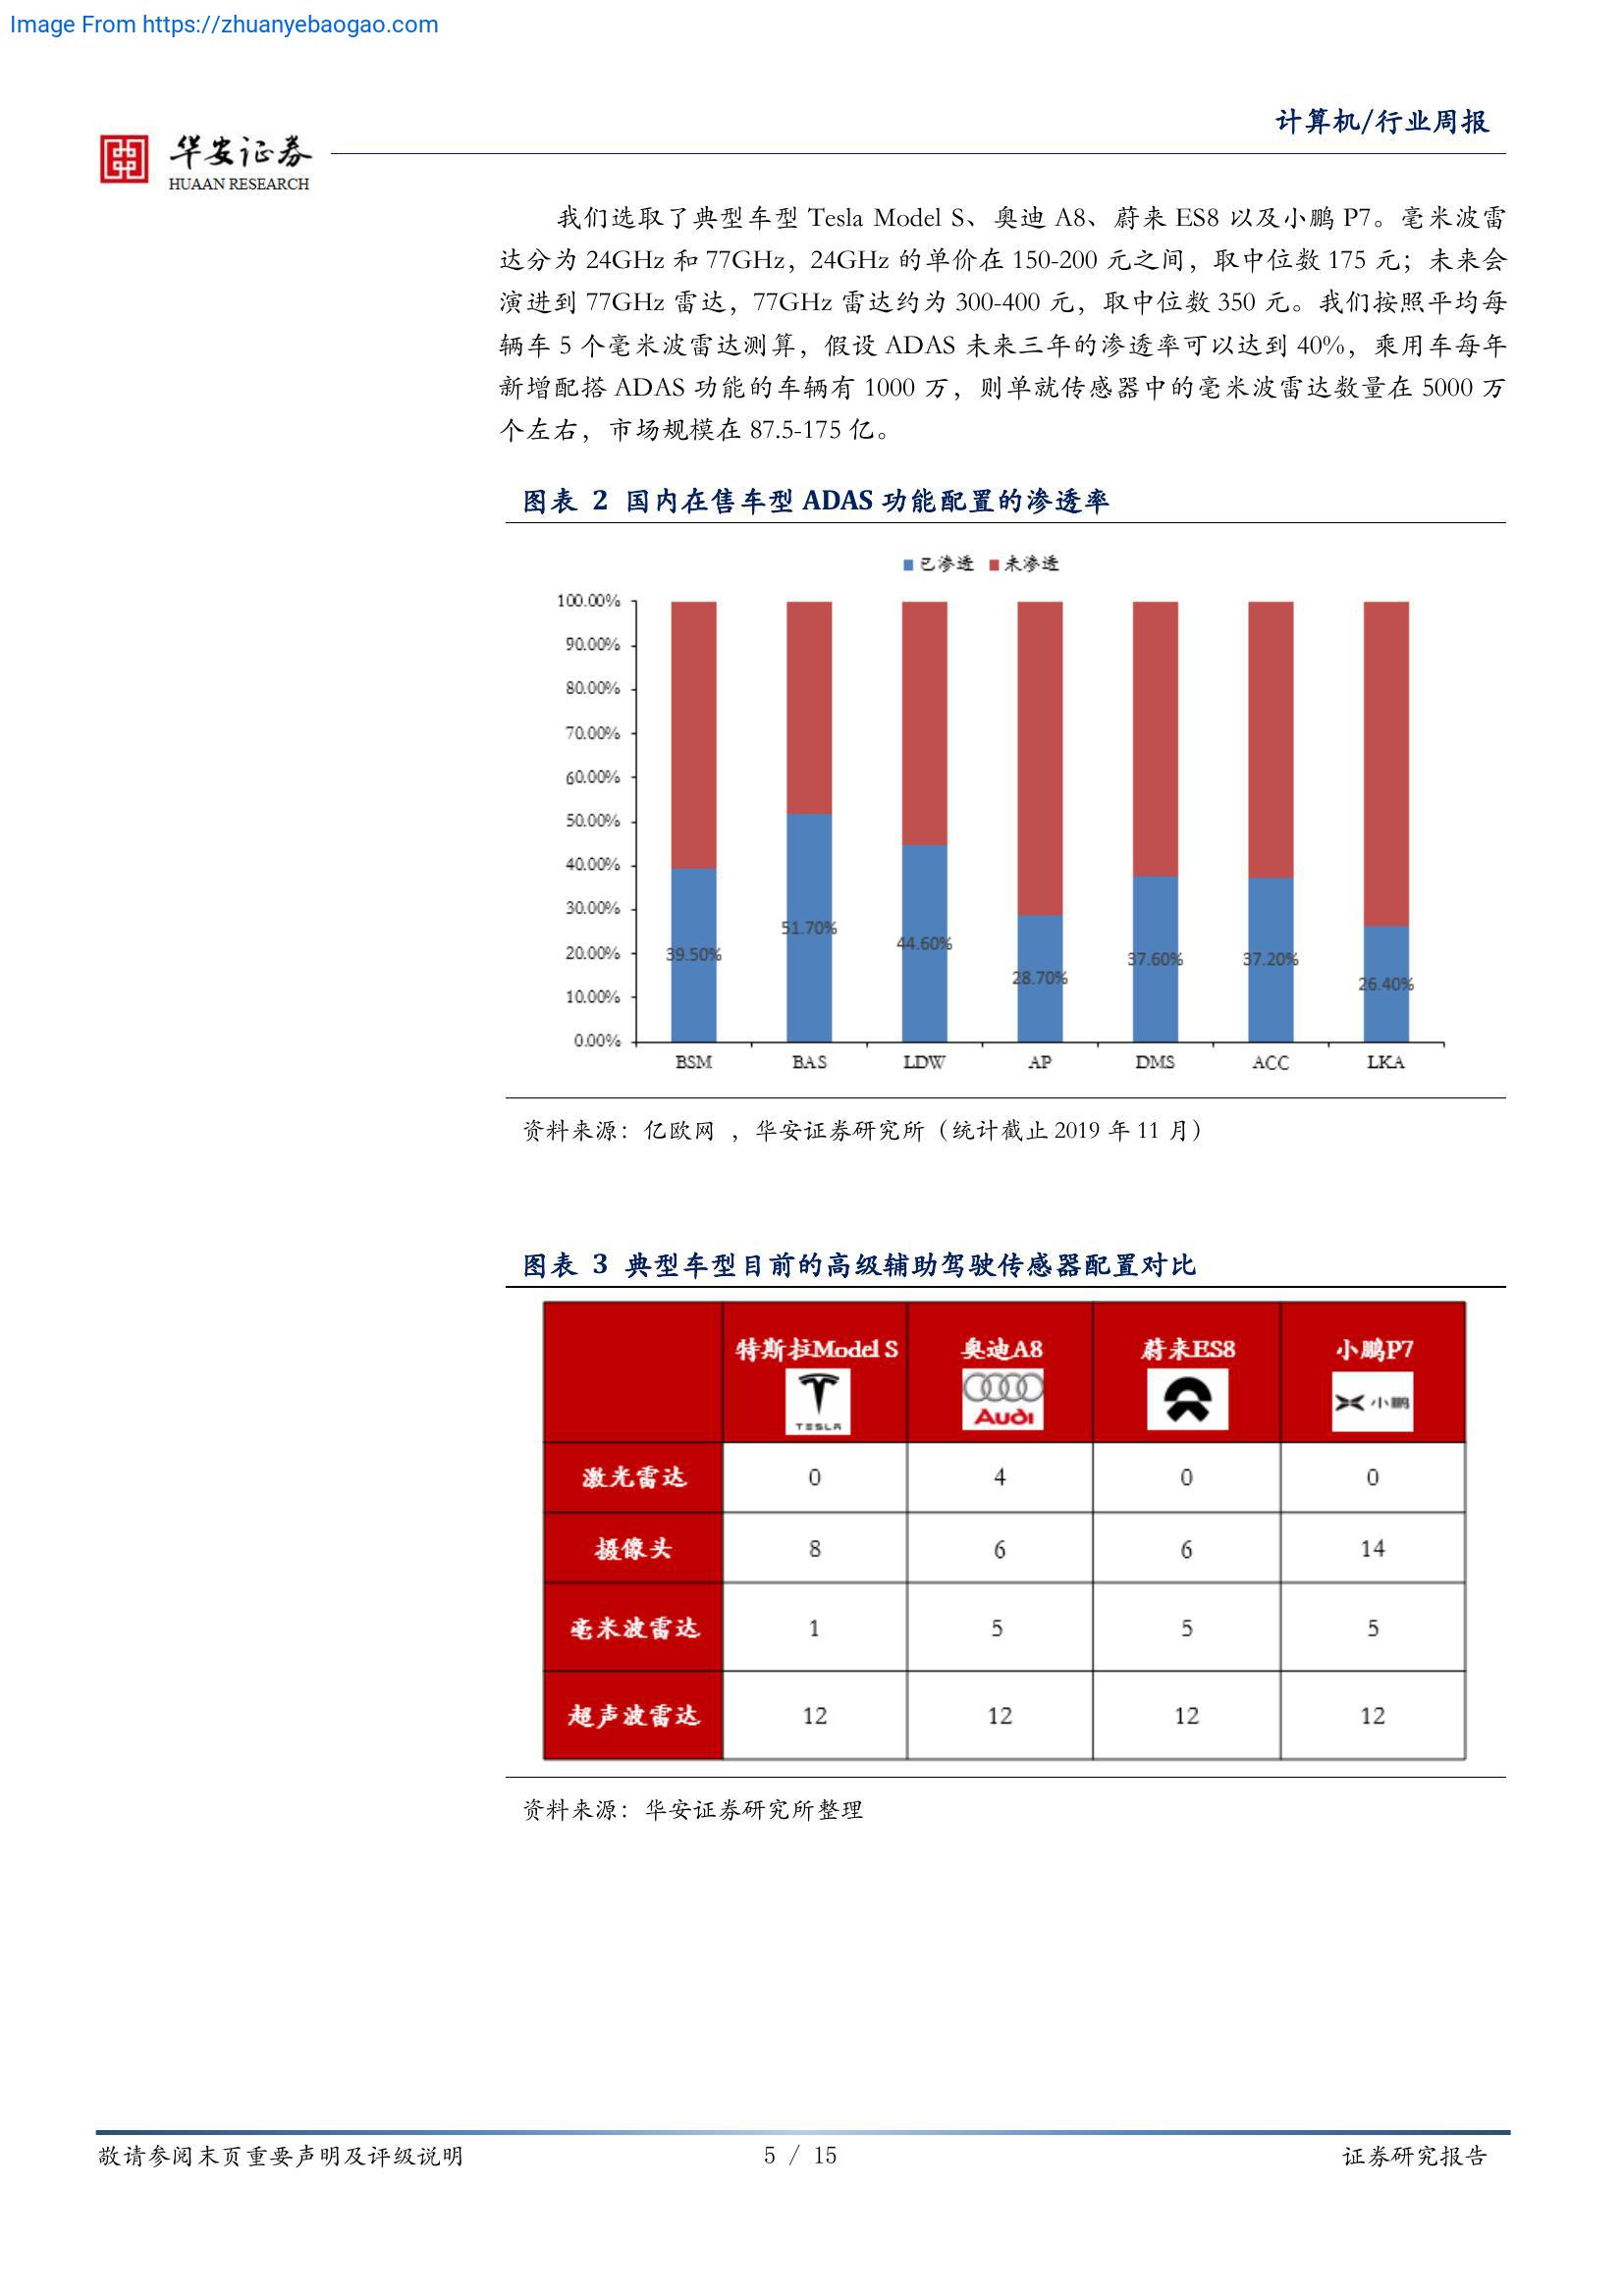 Image From https://zhuanyebaogao.com
计算机/行业周报
华安证券
HUAAN RESEARCH
我们选取了典型车型 Tesla Model S、奥迪 A8、蔚来 ES8 以及小鹏 P7。毫米波雷
达分为 24GHz 和 77GHz，24GHz 的单价在 150-200 元之间，取中位数 175 元；未来会
演进到 77GHz 雷达，77GHz 雷达约为 300-400 元，取中位数 350 元。我们按照平均每
辆车 5 个毫米波雷达测算，假设 ADAS 未来三年的渗透率可以达到 40%，乘用车每年
新增配搭 ADAS 功能的车辆有 1000 万，则单就传感器中的毫米波雷达数量在 5000 万
个左右，市场规模在 87.5-175 亿。
图表 2 国内在售车型 ADAS 功能配置的渗透率
已渗透 未渗透
100.00%
90.00%
80.00%
70.00%
60.00%
50.00%
40.00%
30.00%
20.00%
10.00%
0.00%
39.50% 51.70% 44.60% 28.70% 37.60% 37.20% 26.40%
BSM BAS LDW AP DMS ACC LKA
资料来源：亿欧网 ，华安证券研究所（统计截止 2019 年 11 月）
图表 3 典型车型目前的高级辅助驾驶传感器配置对比
特斯拉Model S 奥迪A8 蔚来ES8 小鹏P7
TESLA Audi 小鹏
激光雷达 0 4 0 0
摄像头 8 6 6 14
毫米波雷达 1 5 5 5
超声波雷达 12 12 12 12
资料来源：华安证券研究所整理
敬请参阅末页重要声明及评级说明 5 / 15 证券研究报告